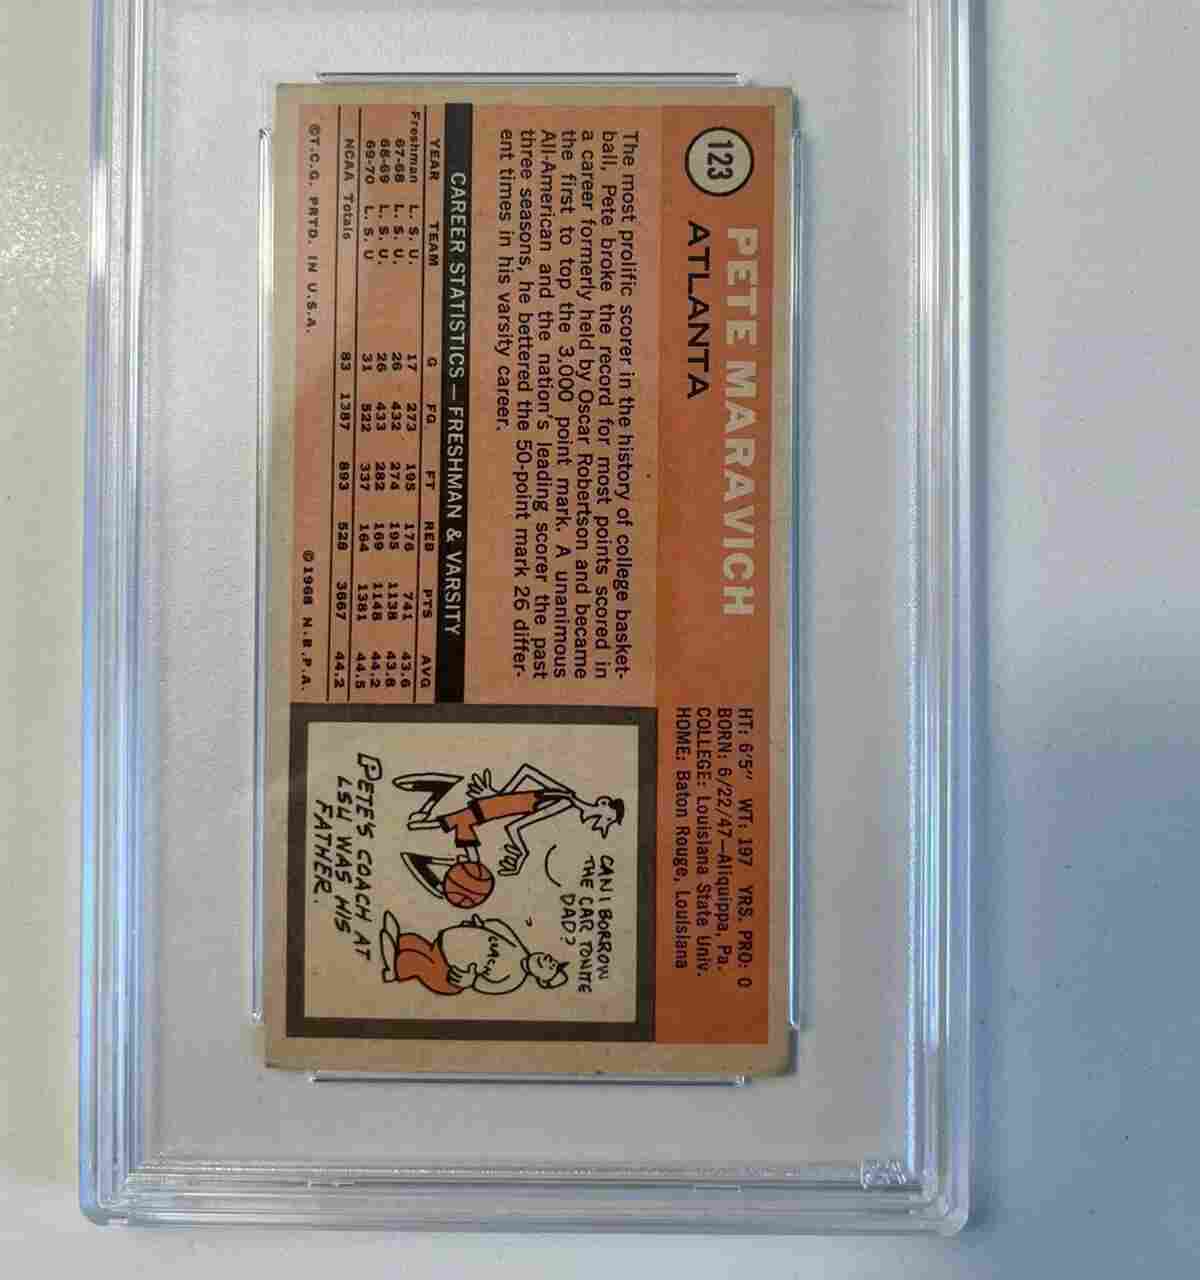 123
PETE MARAVICH
ATLANTA
HT: 6'5" WT: 197 YRS. PRO: 0
BORN: 6/22/47—Aliquippa, Pa.
COLLEGE: Louisiana State Univ.
HOME: Baton Rouge, Louisiana
The most prolific scorer in the history of college basket-
ball, Pete broke the record for most points scored in
a career formerly held by Oscar Robertson and became
the first to top the 3,000 point mark. A unanimous
All-American and the nation's leading scorer the past
three seasons, he bettered the 50-point mark 26 differ-
ent times in his varsity career.
CAREER STATISTICS — FRESHMAN & VARSITY
YEAR TEAM G FG FT REB PTS AVG
Freshman L. S. U. 17 273 195 176 741 43.6
67-68 L. S. U. 26 432 274 195 1138 43.8
68-69 L. S. U. 26 433 282 169 1148 44.2
69-70 L. S. U 31 522 337 164 1381 44.5
NCAA Totals 83 1387 893 528 3667 44.2
©T.C.G. PRTD. IN U.S.A. ©1968 N.B.P.A.
CAN I BORROW
THE CAR TONITE
DAD?
COACH
PETE'S COACH AT
LSU WAS HIS
FATHER.